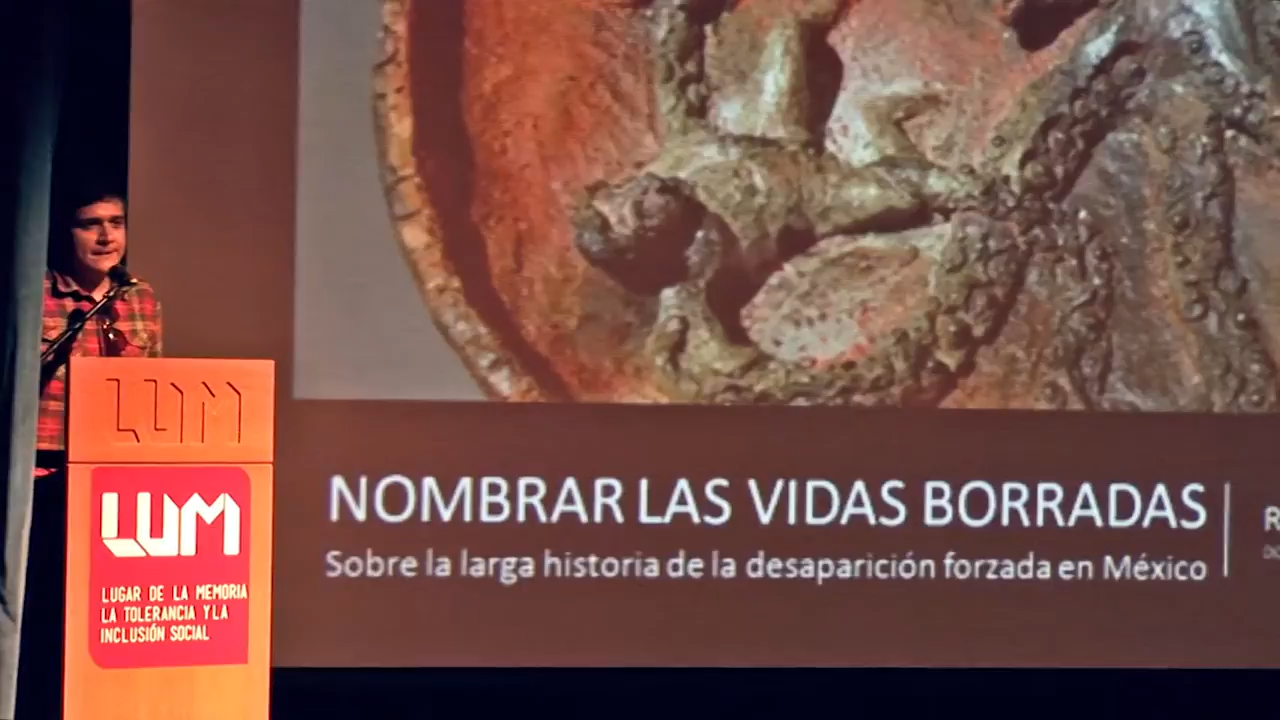 LUM
LUM
LUGAR DE LA MEMORIA
LA TOLERANCIA Y LA
INCLUSIÓN SOCIAL
NOMBRAR LAS VIDAS BORRADAS
Sobre la larga historia de la desaparición forzada en México